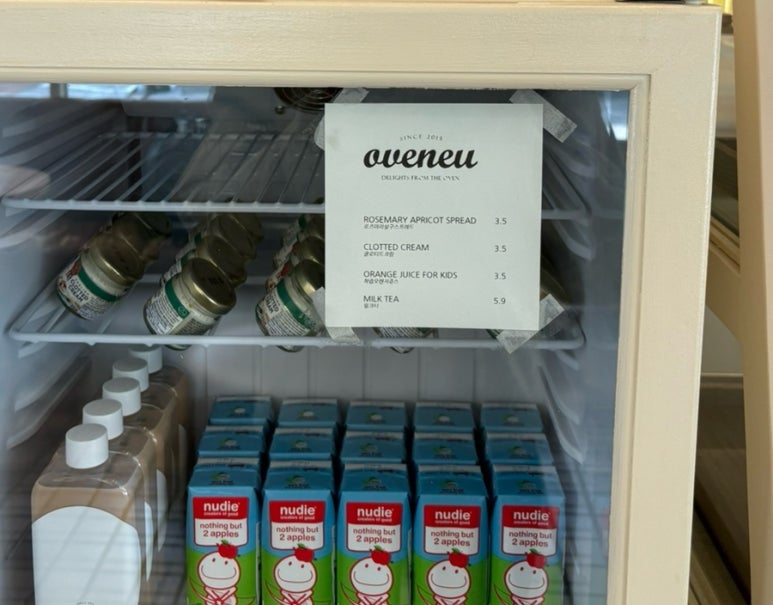 SINCE 2015
oveneu
DELIGHTS FROM THE OVEN
ROSEMARY APRICOT SPREAD 3.5
로즈마리살구스프레드
CLOTTED CREAM 3.5
클로티드 크림
ORANGE JUICE FOR KIDS 3.5
MILK TEA 5.9
밀크티
CLOTTED
CREAM
nudie
creators of good
nothing but
2 apples
nudie
creators of good
nothing but
2 apples
nudie
creators of good
nothing but
2 apples
nudie
creators of good
nothing but
2 apples
nudie
creators of good
nothing but
2 apples